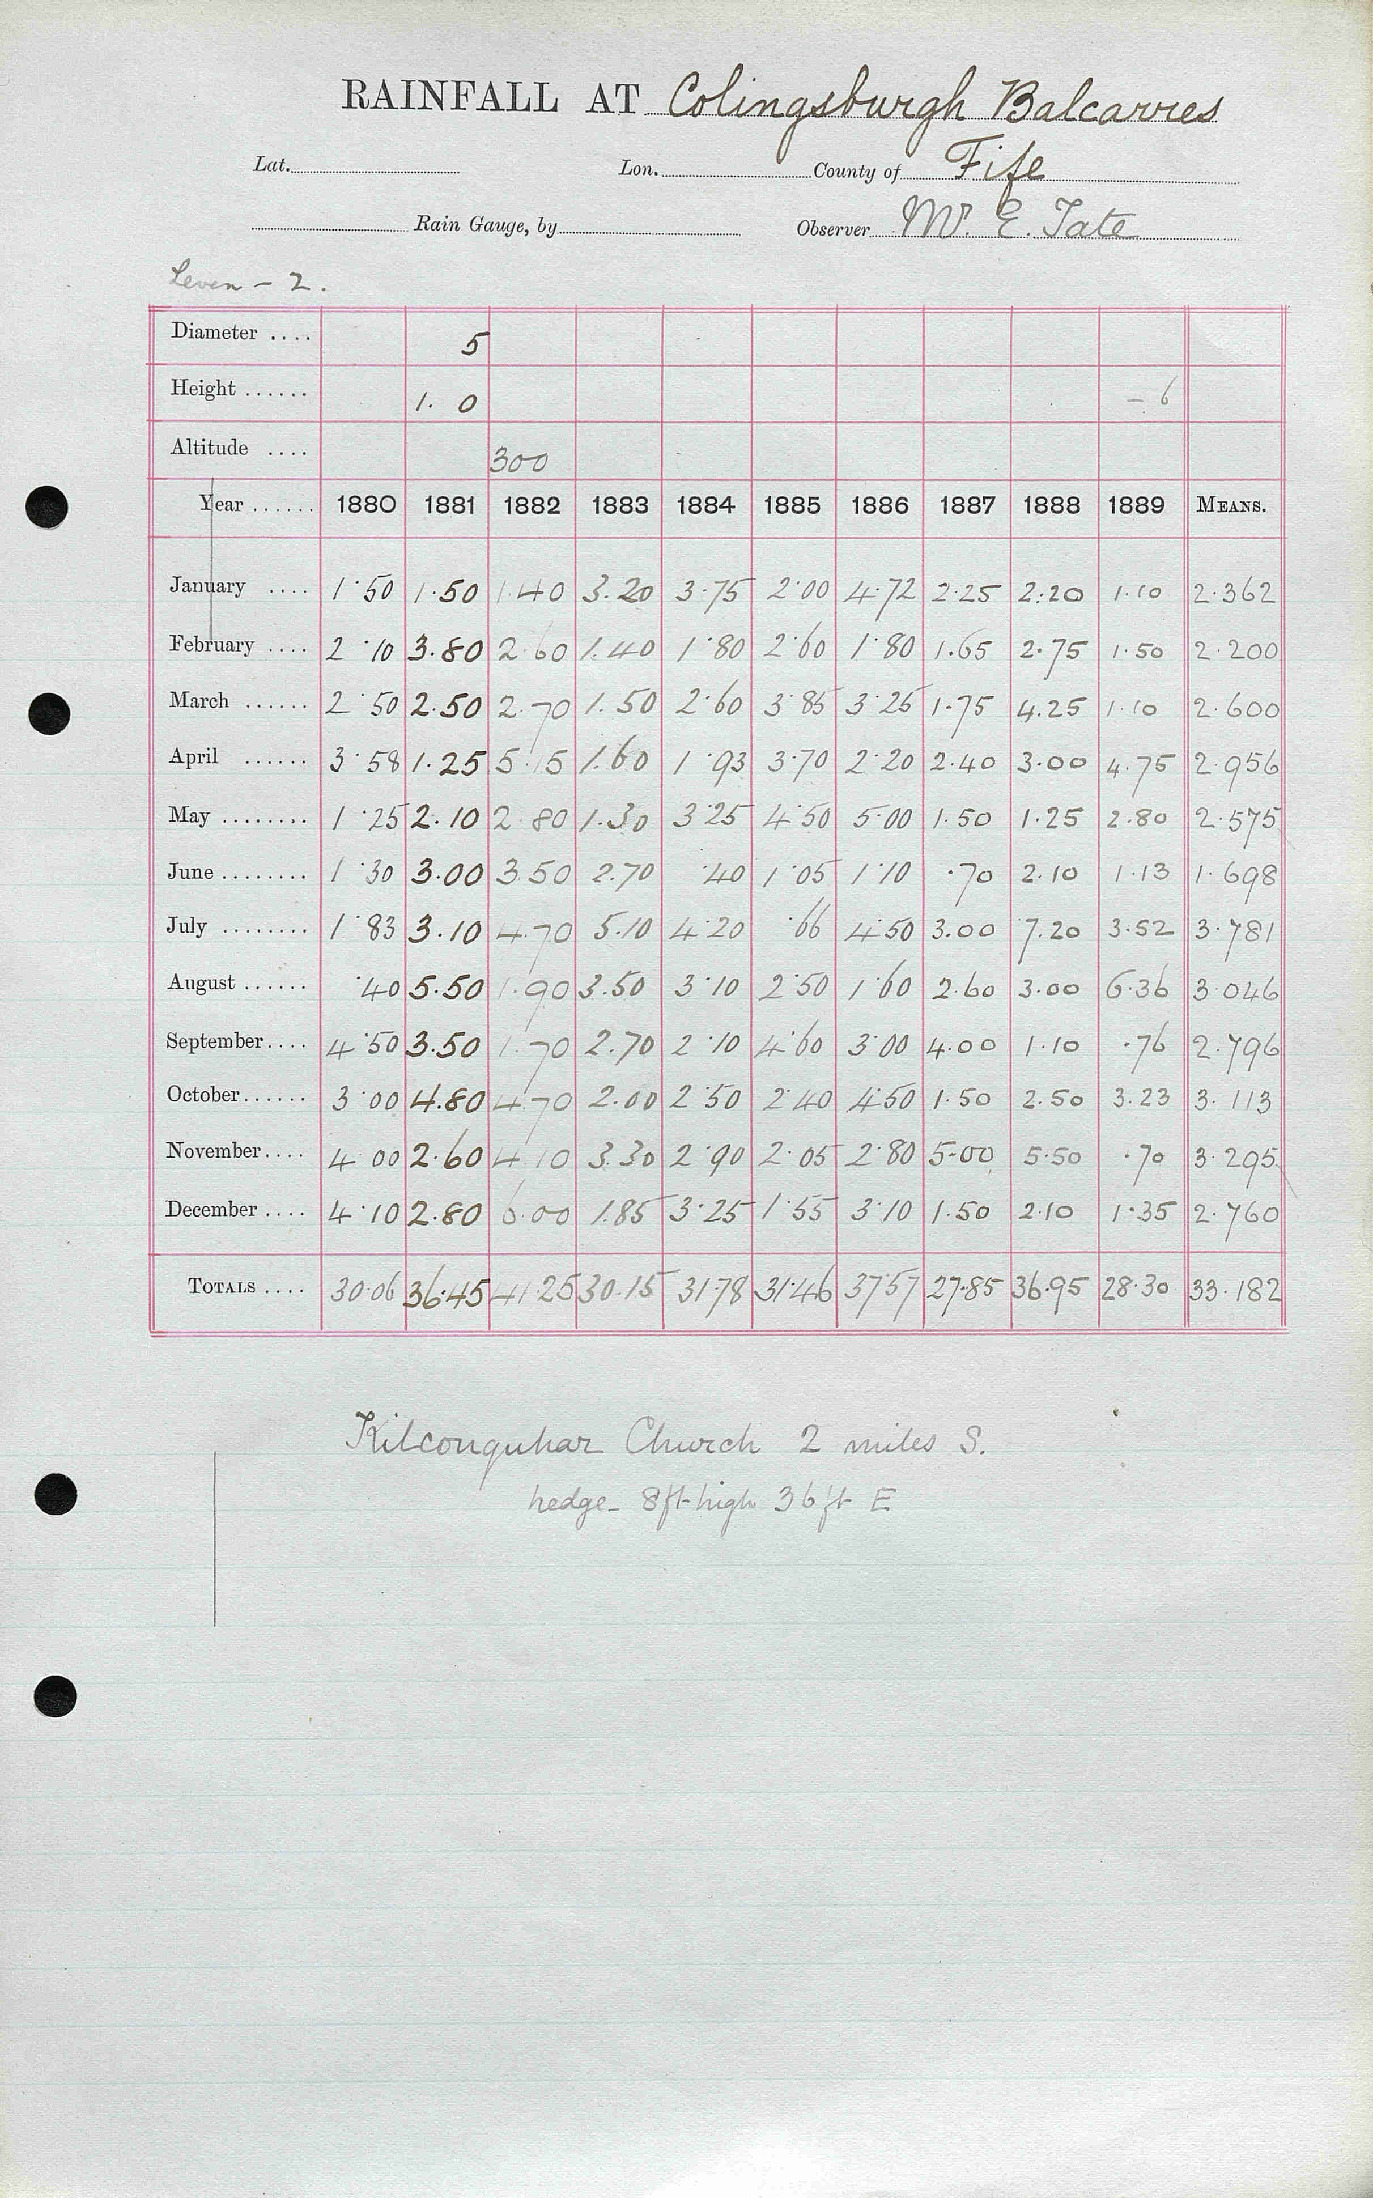 RAINFALL AT Colingsburgh Balcarres
Lat. Lon. County of Fife
Rain Gauge, by Observer Mr. E. Tate
Leven - 2.
Diameter .... 5
Height ...... 1. 0 - 6
Altitude .... 300
Year ...... 1880 1881 1882 1883 1884 1885 1886 1887 1888 1889 MEANS.
January .... 1.50 1.50 1.40 3.20 3.75 2.00 4.72 2.25 2.20 1.10 2.362
February .... 2.10 3.80 2.60 1.40 1.80 2.60 1.80 1.65 2.75 1.50 2.200
March ...... 2.50 2.50 2.70 1.50 2.60 3.85 3.25 1.75 4.25 1.10 2.600
April ...... 3.58 1.25 5.15 1.60 1.93 3.70 2.20 2.40 3.00 4.75 2.956
May ........ 1.25 2.10 2.80 1.30 3.25 4.50 5.00 1.50 1.25 2.80 2.575
June ........ 1.30 3.00 3.50 2.70 .40 1.05 1.10 .70 2.10 1.13 1.698
July ........ 1.83 3.10 4.70 5.10 4.20 .66 4.50 3.00 7.20 3.52 3.781
August ...... .40 5.50 1.90 3.50 3.10 2.50 1.60 2.60 3.00 6.36 3.046
September .... 4.50 3.50 1.70 2.70 2.10 4.60 3.00 4.00 1.10 .76 2.796
October ...... 3.00 4.80 4.70 2.00 2.50 2.40 4.50 1.50 2.50 3.23 3.113
November .... 4.00 2.60 4.10 3.30 2.90 2.05 2.80 5.00 5.50 .70 3.295
December .... 4.10 2.80 6.00 1.85 3.25 1.55 3.10 1.50 2.10 1.35 2.760
TOTALS .... 30.06 36.45 41.25 30.15 31.78 31.46 37.57 27.85 36.95 28.30 33.182
Kilconquhar Church 2 miles S.
hedge - 8ft high 36ft E